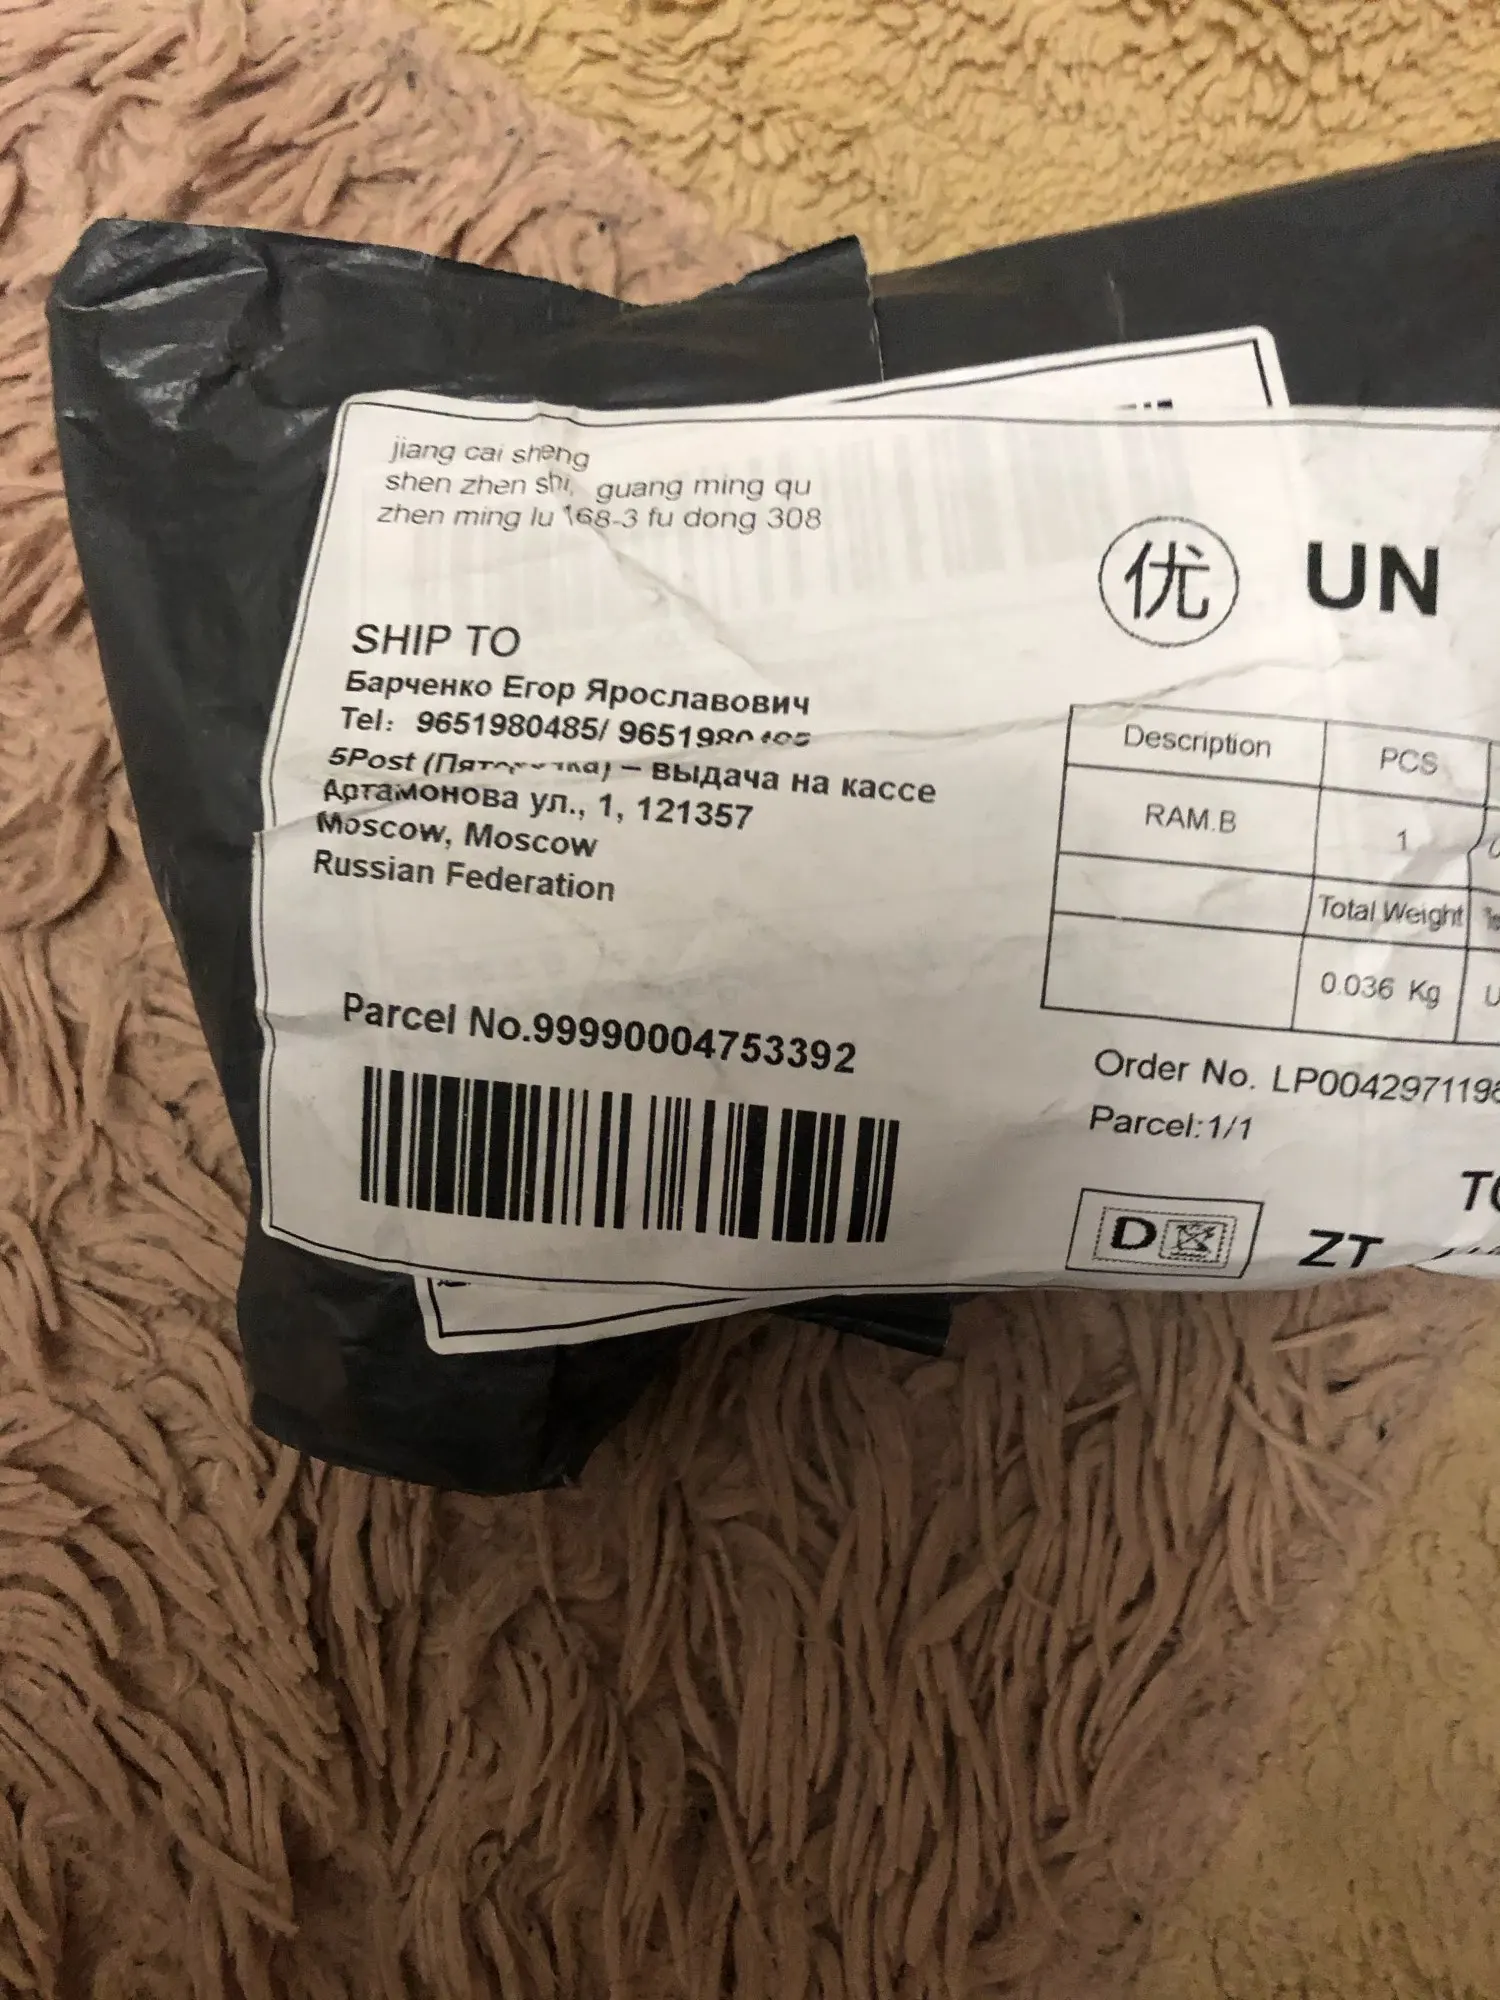 jiang cai sheng
shen zhen shi, guang ming qu
zhen ming lu 168-3 fu dong 308
优 UN
SHIP TO
Барченко Егор Ярославович
Tel: 9651980485/
5Post – выдача на кассе
Артамонова ул., 1, 121357
Moscow, Moscow
Russian Federation
Description PCS
RAM.B 1
Total Weight
0.036 Kg
Parcel No.99990004753392
Order No.
Parcel:1/1
D ZT